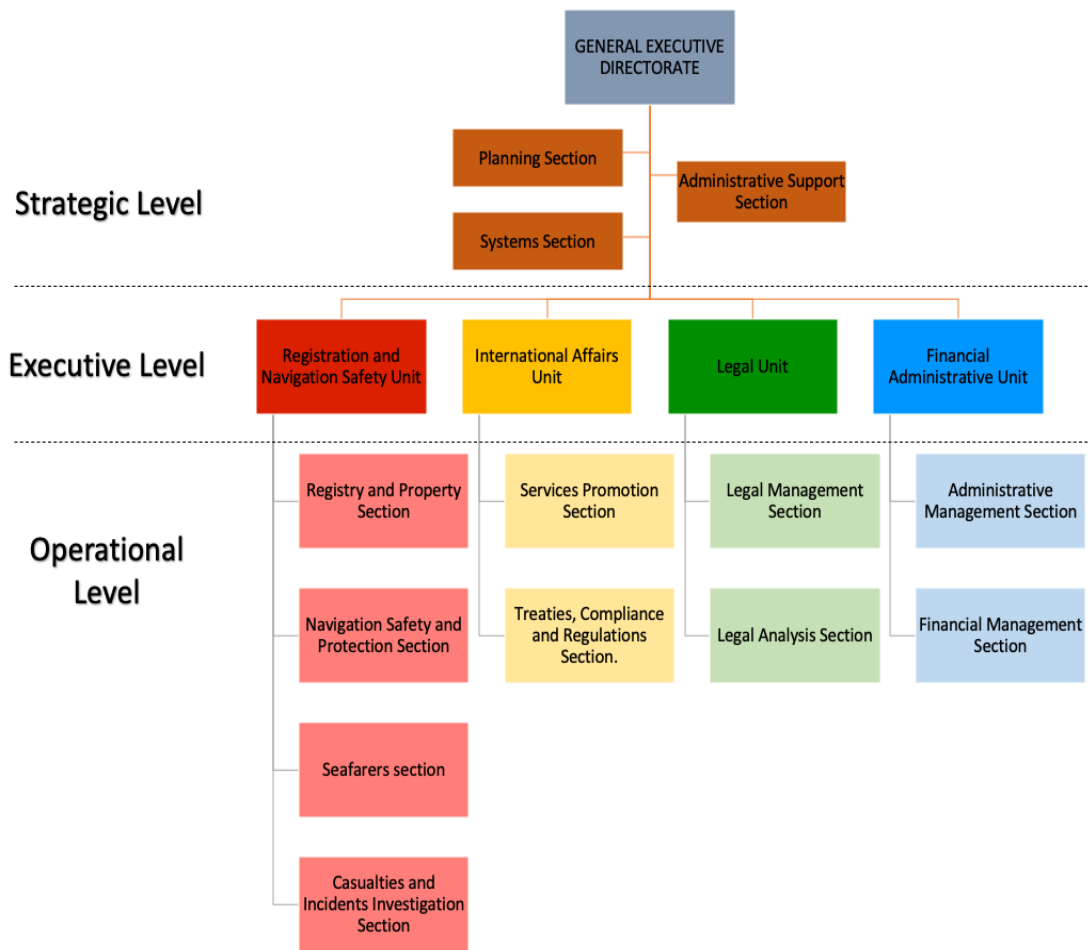 GENERAL EXECUTIVE
DIRECTORATE
Planning Section
Administrative Support
Section
Strategic Level
Systems Section
Executive Level
Registration and
Navigation Safety Unit
International Affairs
Unit
Legal Unit
Financial
Administrative Unit
Operational
Level
Registry and Property
Section
Services Promotion
Section
Legal Management
Section
Administrative
Management Section
Navigation Safety and
Protection Section
Treaties, Compliance
and Regulations
Section.
Legal Analysis Section
Financial Management
Section
Seafarers section
Casualties and
Incidents Investigation
Section